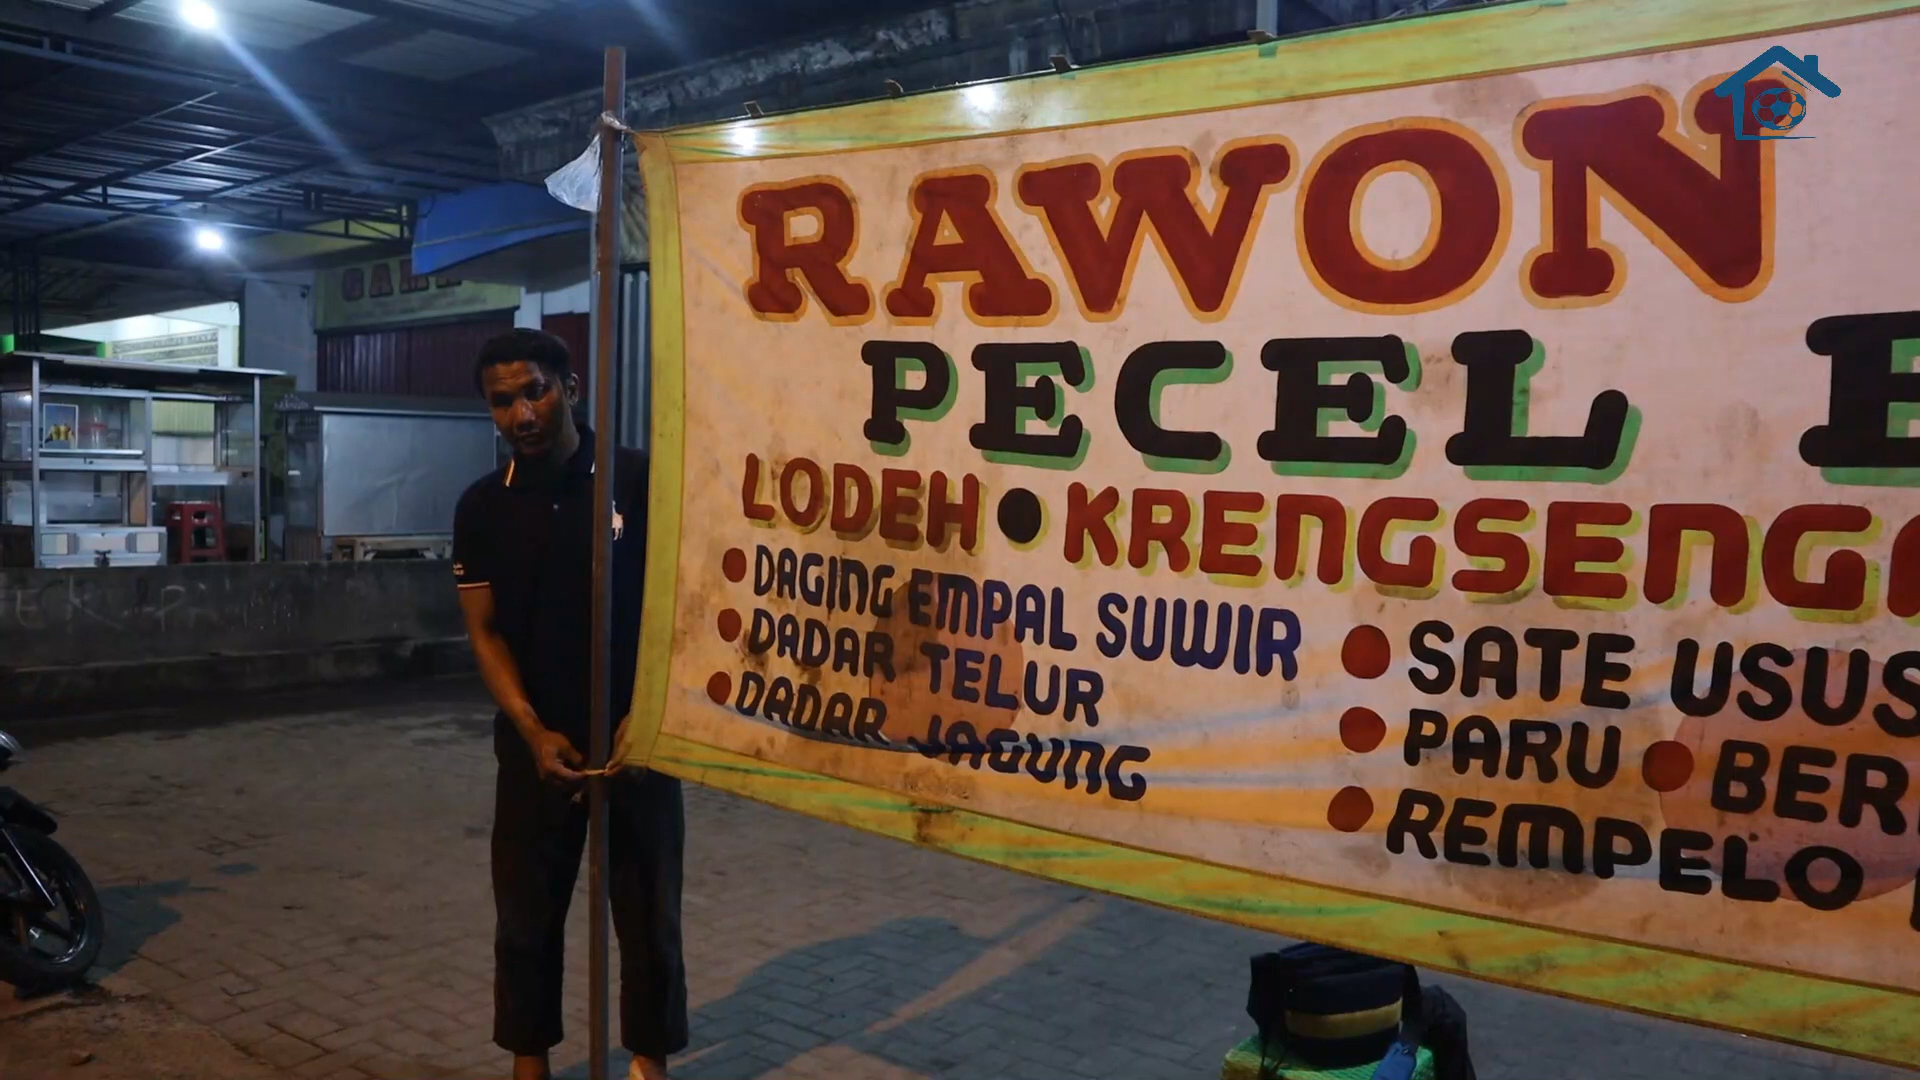 RAWON
PECEL
LODEH • KRENGSENG
• DAGING EMPAL SUWIR
• DADAR TELUR
• DADAR JAGUNG
• SATE USUS
• PARU • BER
• REMPELO